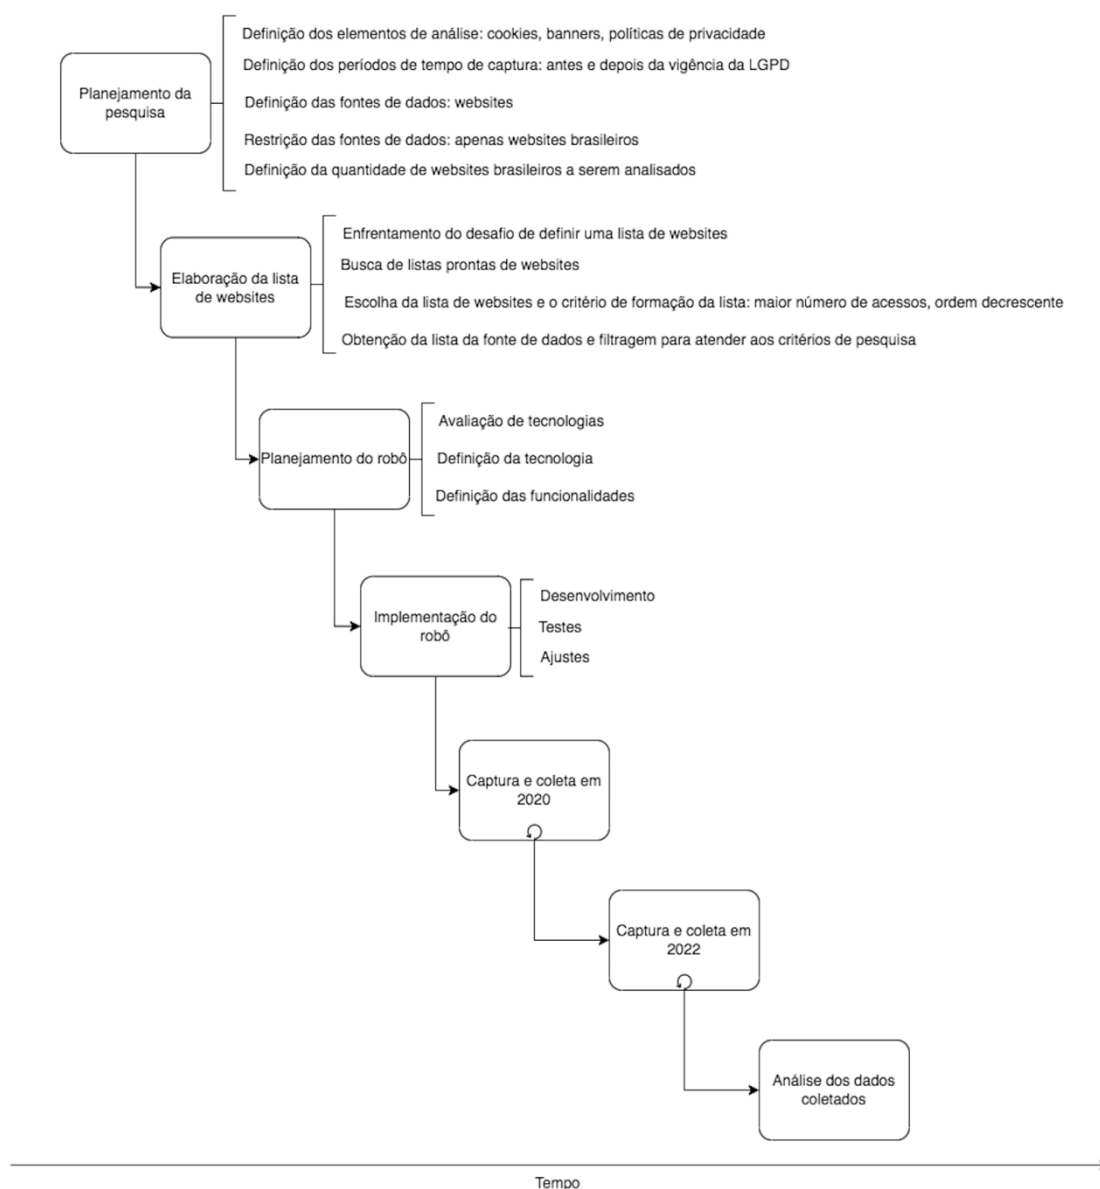 Definição dos elementos de análise: cookies, banners, políticas de privacidade
Definição dos períodos de tempo de captura: antes e depois da vigência da LGPD
Planejamento da
pesquisa
Definição das fontes de dados: websites
Restrição das fontes de dados: apenas websites brasileiros
Definição da quantidade de websites brasileiros a serem analisados
Enfrentamento do desafio de definir uma lista de websites
Busca de listas prontas de websites
Elaboração da lista
de websites
Escolha da lista de websites e o critério de formação da lista: maior número de acessos, ordem decrescente
Obtenção da lista da fonte de dados e filtragem para atender aos critérios de pesquisa
Avaliação de tecnologias
Planejamento do robô
Definição da tecnologia
Definição das funcionalidades
Desenvolvimento
Implementação do
robô
Testes
Ajustes
Captura e coleta em
2020
Captura e coleta em
2022
Análise dos dados
coletados
Tempo